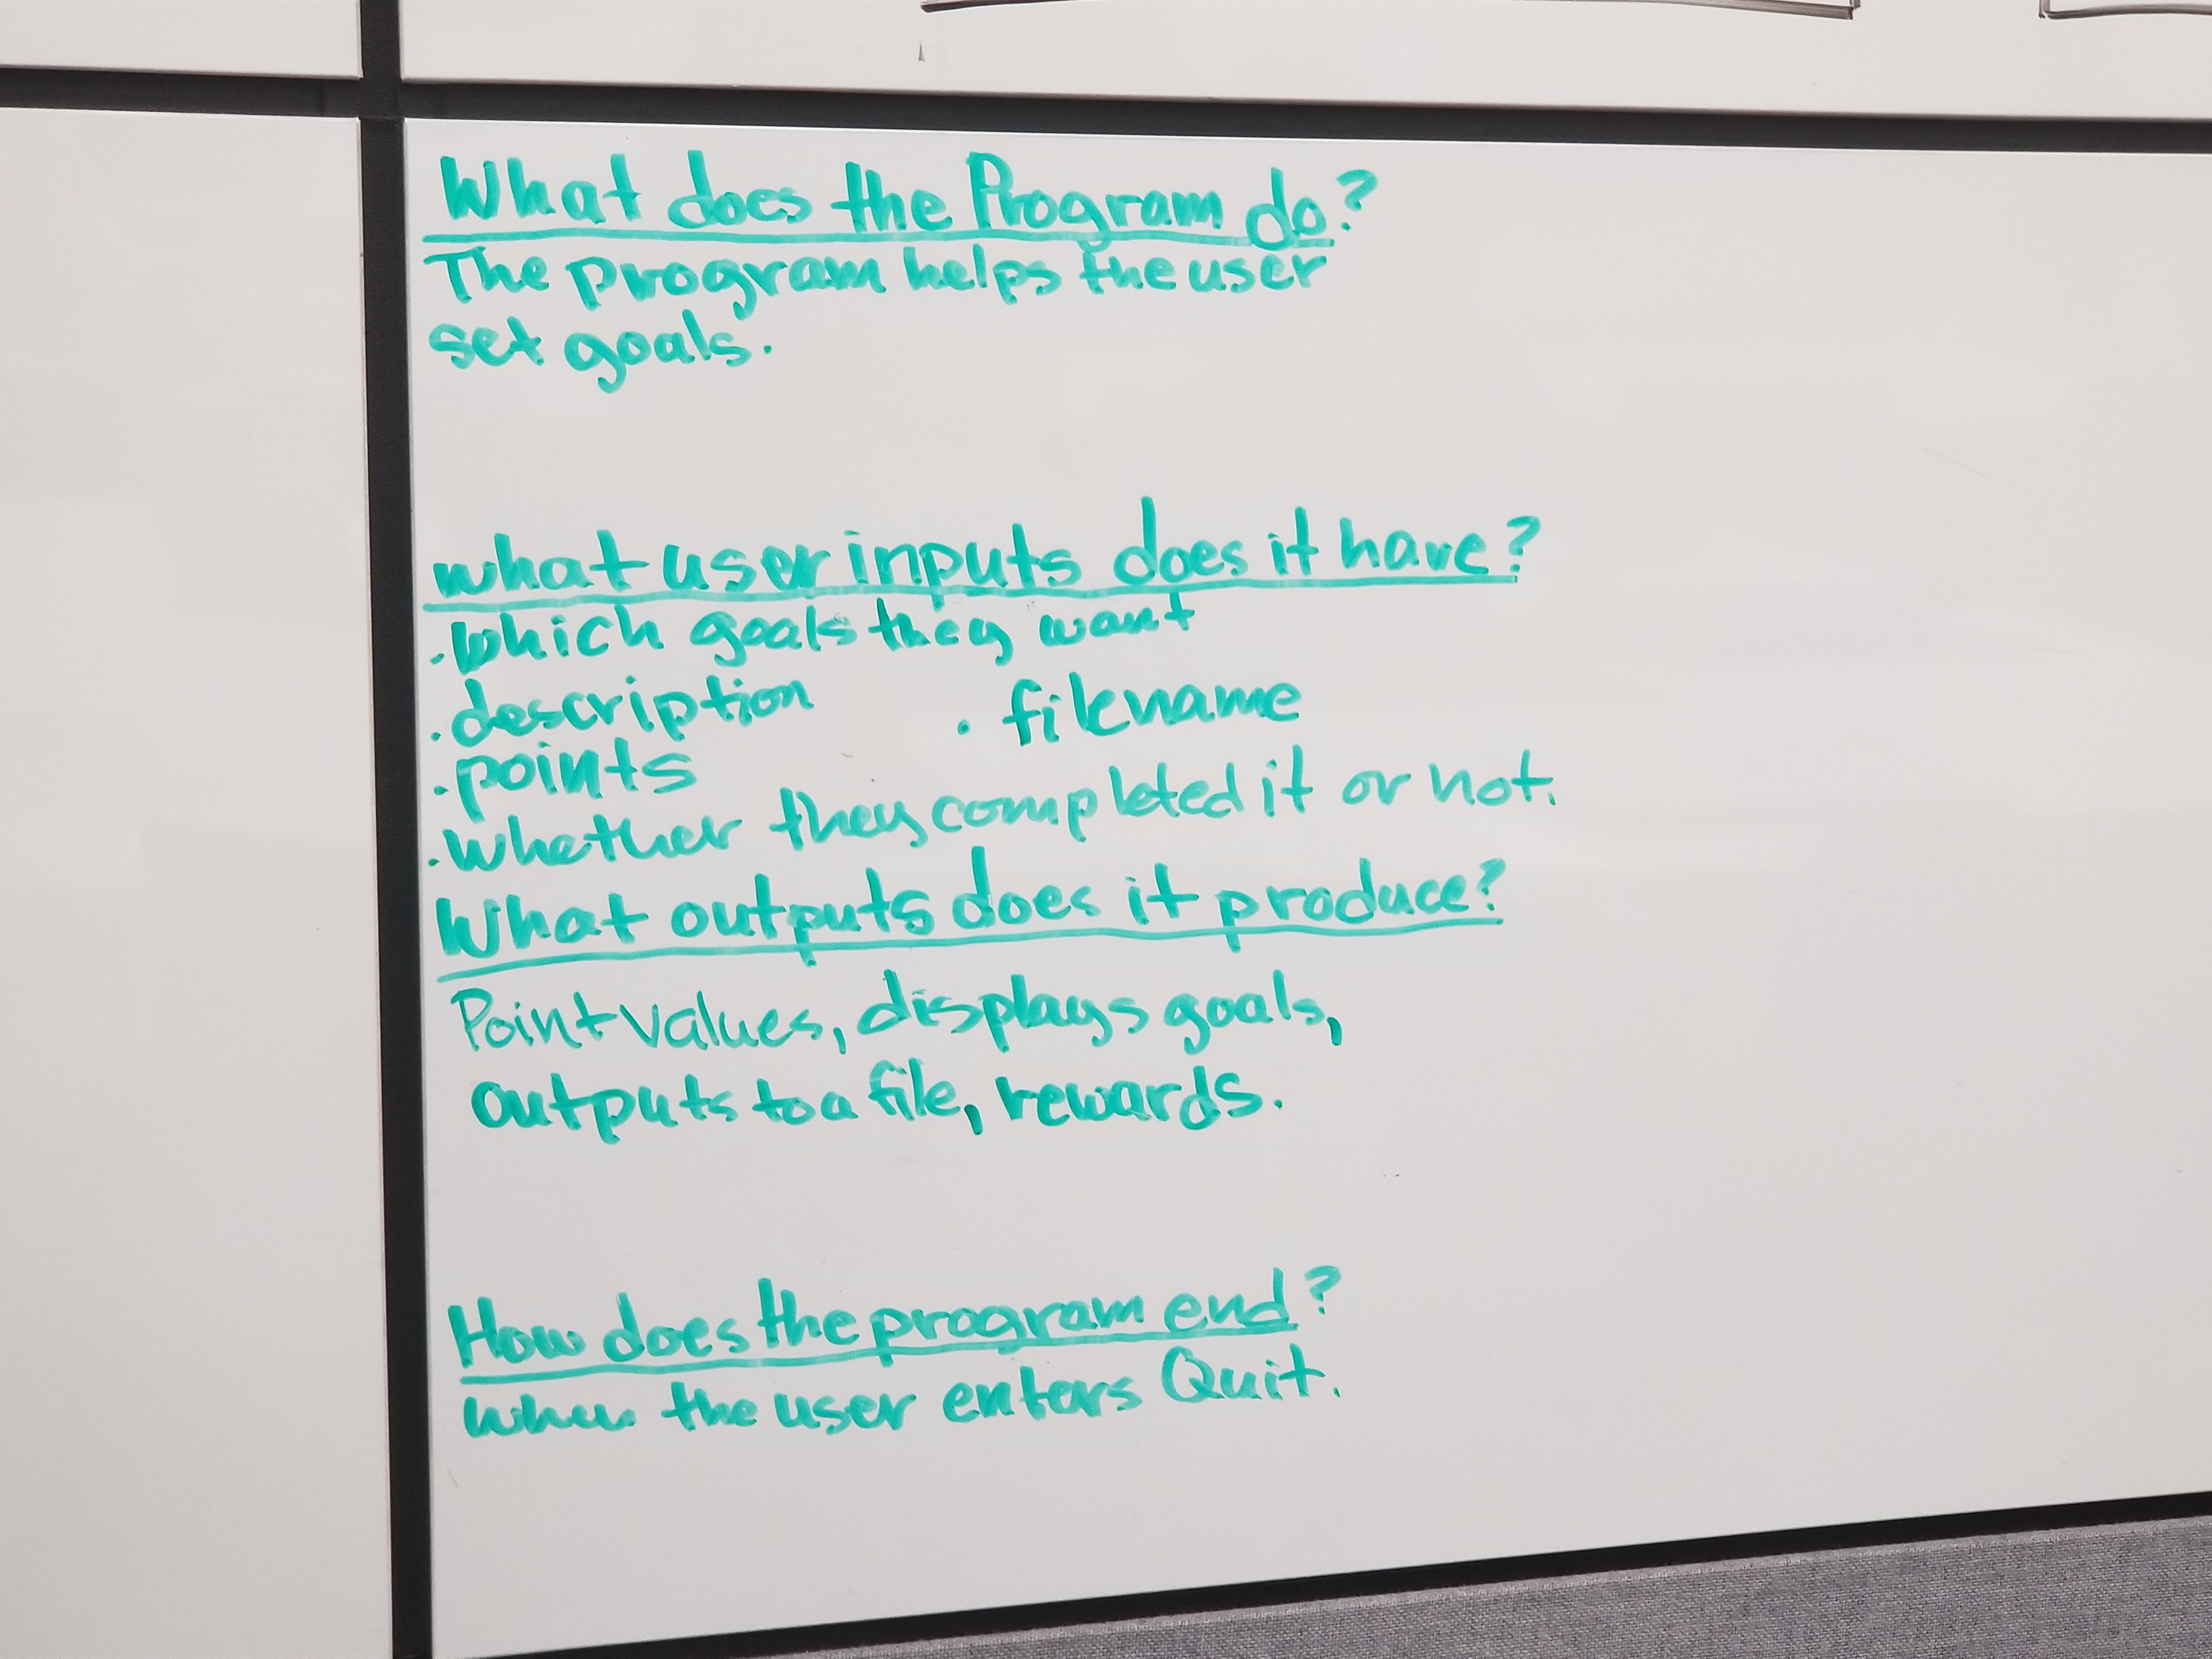 What does the Program do?
The program helps the user
set goals.
what user inputs does it have?
. which goals they want
. description
. filename
. points
. whether they completed it or not.
What outputs does it produce?
Point values, displays goals,
outputs to a file, rewards.
How does the program end?
when the user enters Quit.